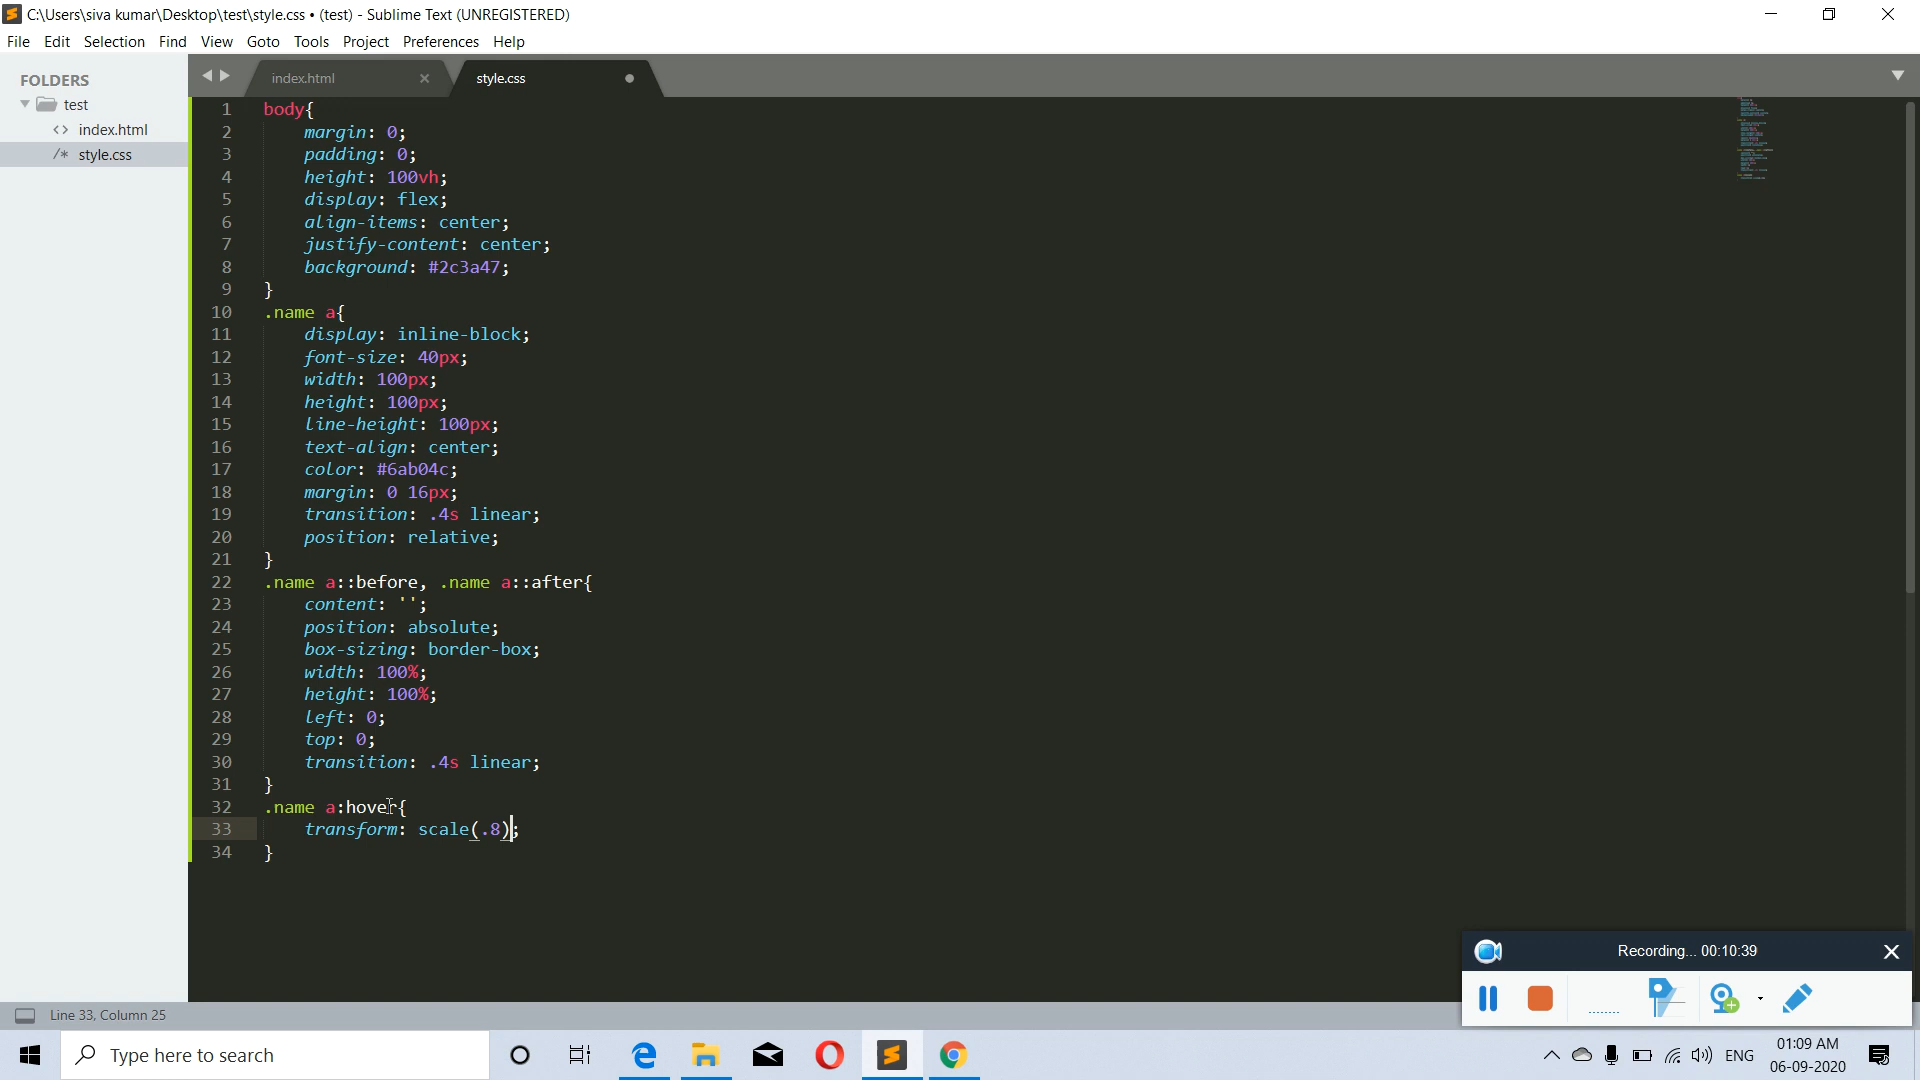 C:\Users\siva kumar\Desktop\test\style.css • (test) - Sublime Text (UNREGISTERED)
File Edit Selection Find View Goto Tools Project Preferences Help
FOLDERS
test
<> index.html
/* style.css
index.html
style.css
1 body{
2 margin: 0;
3 padding: 0;
4 height: 100vh;
5 display: flex;
6 align-items: center;
7 justify-content: center;
8 background: #2c3a47;
9 }
10 .name a{
11 display: inline-block;
12 font-size: 40px;
13 width: 100px;
14 height: 100px;
15 line-height: 100px;
16 text-align: center;
17 color: #6ab04c;
18 margin: 0 16px;
19 transition: .4s linear;
20 position: relative;
21 }
22 .name a::before, .name a::after{
23 content: '';
24 position: absolute;
25 box-sizing: border-box;
26 width: 100%;
27 height: 100%;
28 left: 0;
29 top: 0;
30 transition: .4s linear;
31 }
32 .name a:hover{
33 transform: scale(.8);
34 }
Recording... 00:10:39
Line 33, Column 25
Type here to search
ENG
01:09 AM
06-09-2020